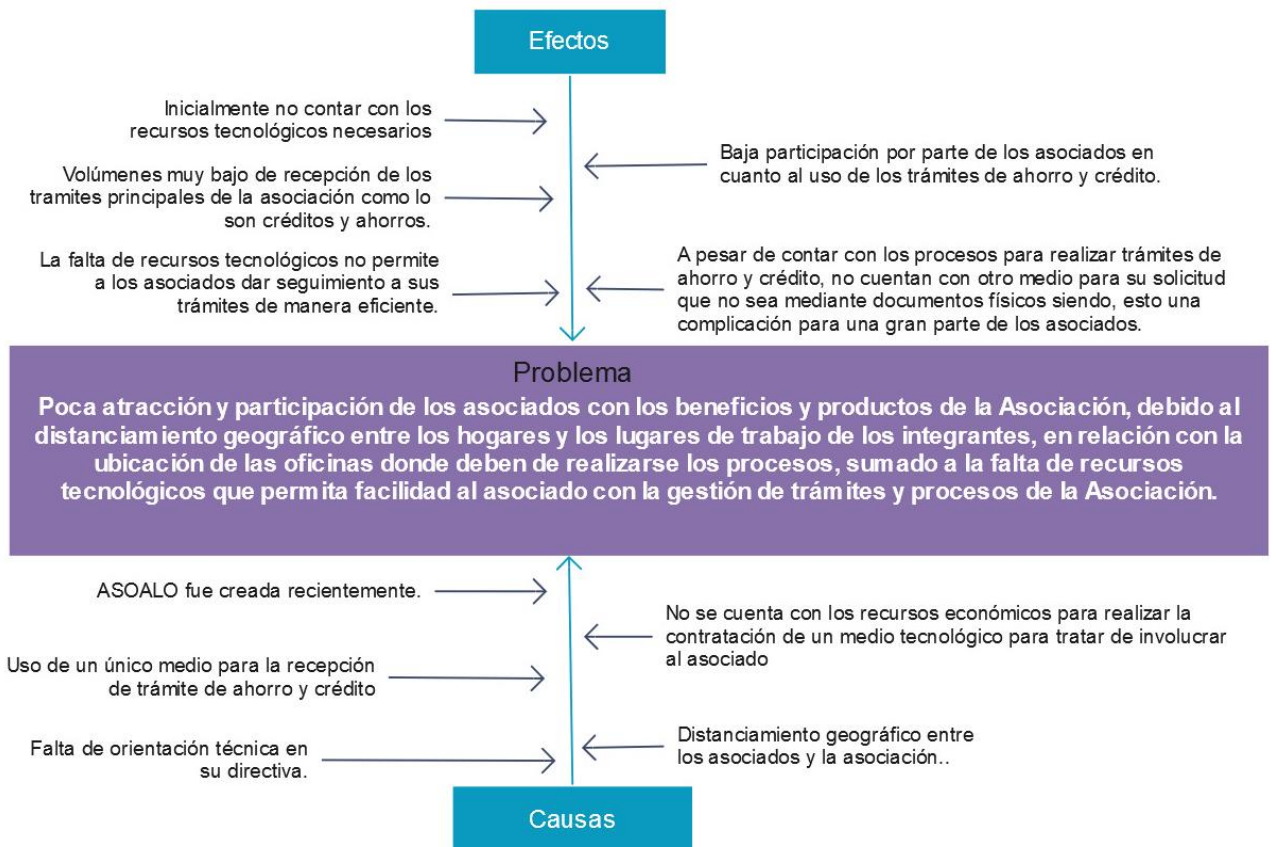 Efectos
Inicialmente no contar con los
recursos tecnológicos necesarios
Baja participación por parte de los asociados en
cuanto al uso de los trámites de ahorro y crédito.
Volúmenes muy bajo de recepción de los
tramites principales de la asociación como lo
son créditos y ahorros.
La falta de recursos tecnológicos no permite
a los asociados dar seguimiento a sus
trámites de manera eficiente.
A pesar de contar con los procesos para realizar trámites de
ahorro y crédito, no cuentan con otro medio para su solicitud
que no sea mediante documentos físicos siendo, esto una
complicación para una gran parte de los asociados.
Problema
Poca atracción y participación de los asociados con los beneficios y productos de la Asociación, debido al
distanciamiento geográfico entre los hogares y los lugares de trabajo de los integrantes, en relación con la
ubicación de las oficinas donde deben de realizarse los procesos, sumado a la falta de recursos
tecnológicos que permita facilidad al asociado con la gestión de trámites y procesos de la Asociación.
ASOALO fue creada recientemente.
No se cuenta con los recursos económicos para realizar la
contratación de un medio tecnológico para tratar de involucrar
al asociado
Uso de un único medio para la recepción
de trámite de ahorro y crédito
Distanciamiento geográfico entre
los asociados y la asociación..
Falta de orientación técnica en
su directiva.
Causas